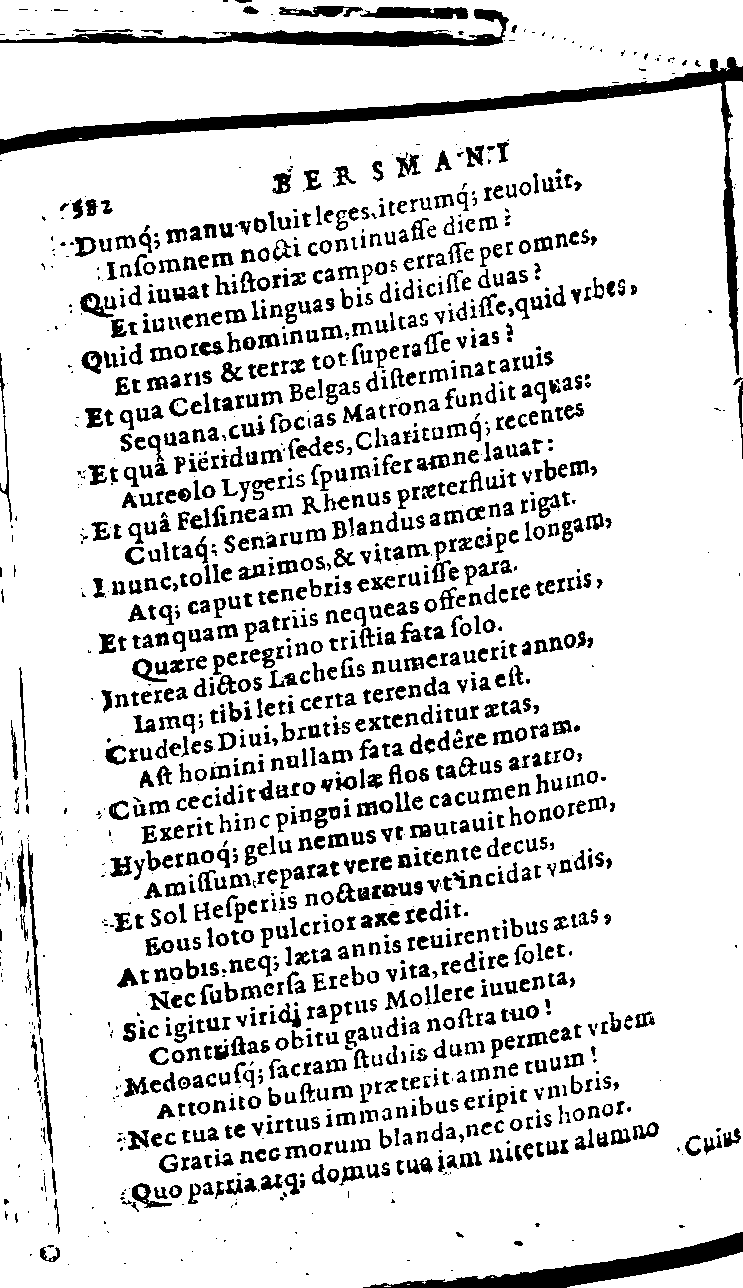 582 BERSMANI
Dumq́; manu voluit leges, iterumq́; reuoluit,
Inſomnem nocti continuaſſe diem?
Quid iuuat hiſtoriæ campos erraſſe per omnes,
Et iuuenem linguas bis didiciſſe duas?
Quid mores hominum, multas vidiſſe, quid vrbes,
Et maris & terræ tot ſuperaſſe vias?
Et qua Celtarum Belgas diſterminat aruis
Sequana, cui ſocias Matrona fundit aquas:
Et quâ Piëridum ſedes, Charitumq́; recentes
Aureolo Lygeris ſpumifer amne lauat:
Et quâ Felſineam Rhenus præterfluit vrbem,
Cultaq́; Senarum Blandus amœna rigat.
I nunc, tolle animos, & vitam præcipe longam,
Atq; caput tenebris exeruiſſe para.
Et tanquam patriis nequeas offendere terris,
Quære peregrino triſtia fata ſolo.
Interea dictos Lacheſis numerauerit annos,
Iamq; tibi leti certa terenda via eſt.
Crudeles Diui, brutis extenditur ætas,
Aſt homini nullam fata dedêre moram.
Cùm cecidit duro violæ flos tactus aratro,
Exerit hinc pingui molle cacumen humo.
Hybernoq́; gelu nemus vt mutauit honorem,
Amiſſum reparat vere nitente decus,
Et Sol Heſperiis nocturnus vt incidat vndis,
Eous loto pulcrior axe redit.
At nobis, neq; læta annis reuirentibus ætas,
Nec ſubmerſa Erebo vita, redire ſolet.
Sic igitur viridi raptus Mollere iuuenta,
Contriſtas obitu gaudia noſtra tuo!
Medoacuſq́; ſacram ſtudiis dum permeat vrbem
Attonito buſtum præterit amne tuum!
Nec tua te virtus immanibus eripit vmbris,
Gratia nec morum blanda, nec oris honor.
Quo patria atq; domus tua iam nitetur alumno
Cuius